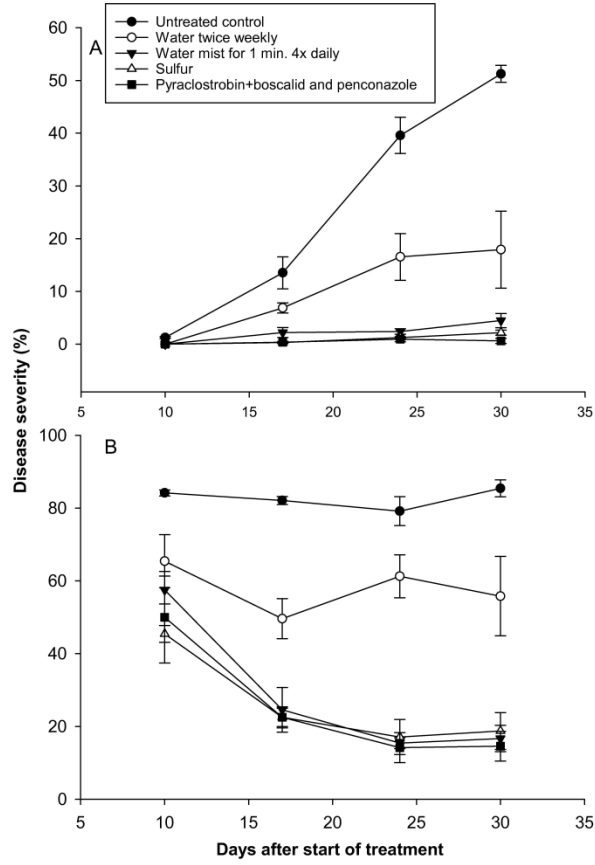 Untreated control
Water twice weekly
Water mist for 1 min. 4x daily
Sulfur
Pyraclostrobin+boscalid and penconazole
A
60
50
40
30
20
10
0
5 10 15 20 25 30 35
Disease severity (%)
B
100
80
60
40
20
0
5 10 15 20 25 30 35
Days after start of treatment